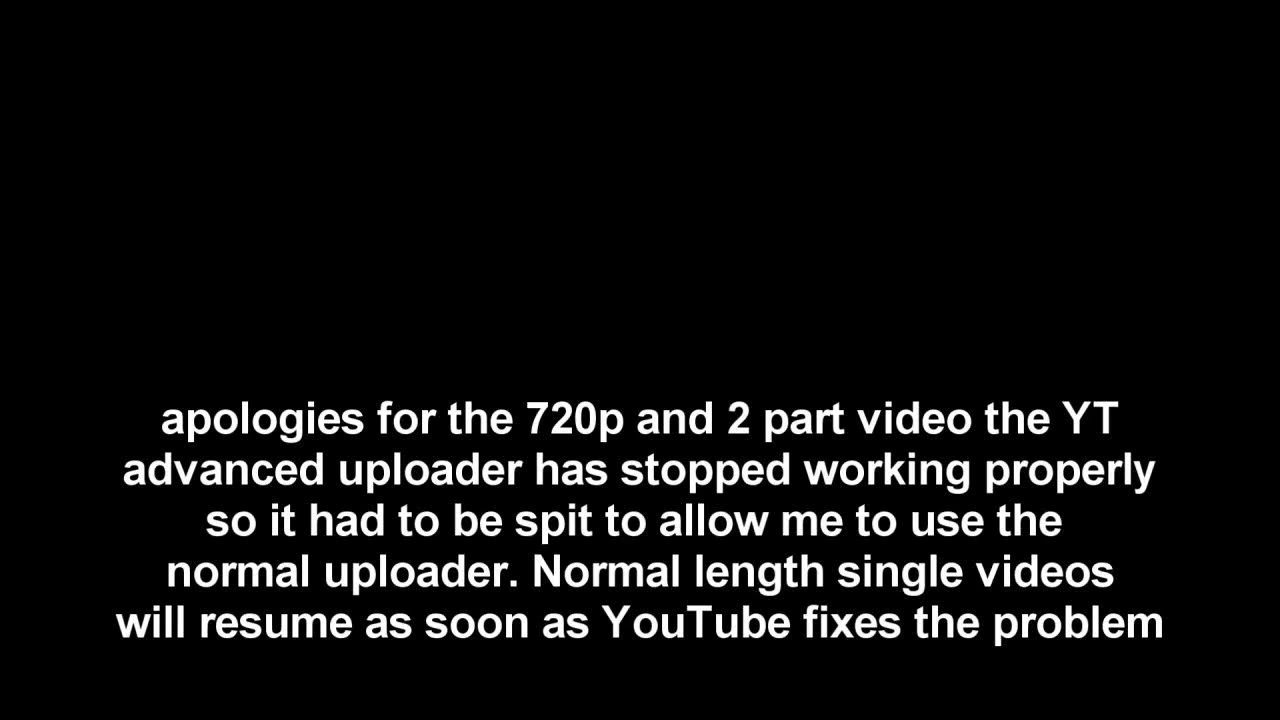 apologies for the 720p and 2 part video the YT
advanced uploader has stopped working properly
so it had to be spit to allow me to use the
normal uploader. Normal length single videos
will resume as soon as YouTube fixes the problem